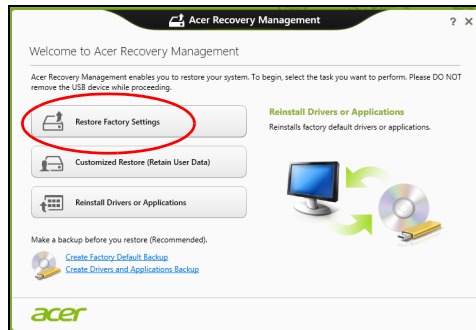 Acer Recovery Management
? X
Welcome to Acer Recovery Management
Acer Recovery Management enables you to restore your system. To begin, select the task you want to perform. Please DO NOT
remove the USB device while proceeding.
Restore Factory Settings
Customized Restore (Retain User Data)
Reinstall Drivers or Applications
Reinstall Drivers or Applications
Reinstalls factory default drivers or applications.
Make a backup before you restore (Recommended).
Create Factory Default Backup
Create Drivers and Applications Backup
acer